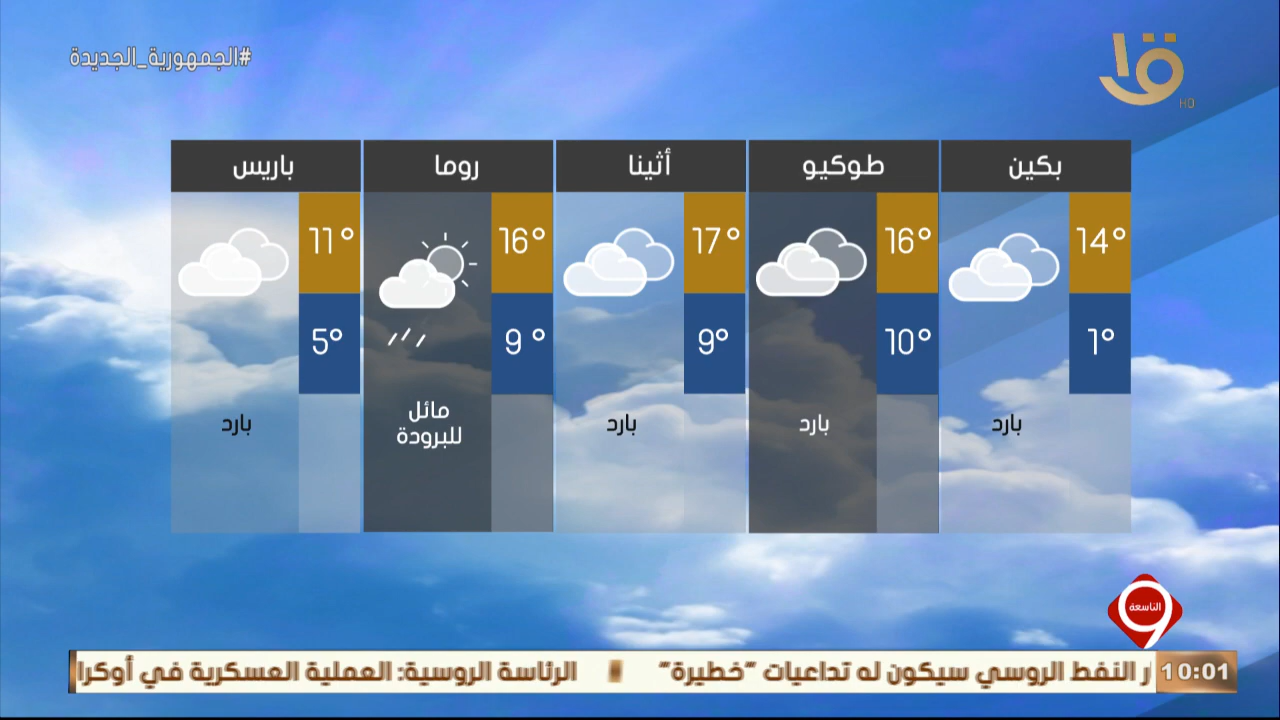 #الجمهورية_الجديدة
HD
بكين
14°
1°
بارد
طوكيو
16°
10°
بارد
أثينا
17°
9°
بارد
روما
16°
9°
مائل
للبرودة
باريس
11°
5°
بارد
التاسعة
9
10:01
النفط الروسي سيكون له تداعيات "خطيرة"
الرئاسة الروسية: العملية العسكرية في أوكرا